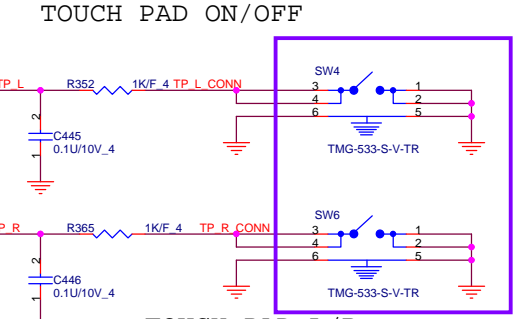 TOUCH PAD ON/OFF
SW4
TP_L R352 1K/F_4 TP_L_CONN 3 1
4 2
2 6 5
C445
0.1U/10V_4 TMG-533-S-V-TR
1
SW6
R365 1K/F_4 TP_R_CONN 3 1
4 2
2 6 5
C446
0.1U/10V_4 TMG-533-S-V-TR
1
TOUCH PAD